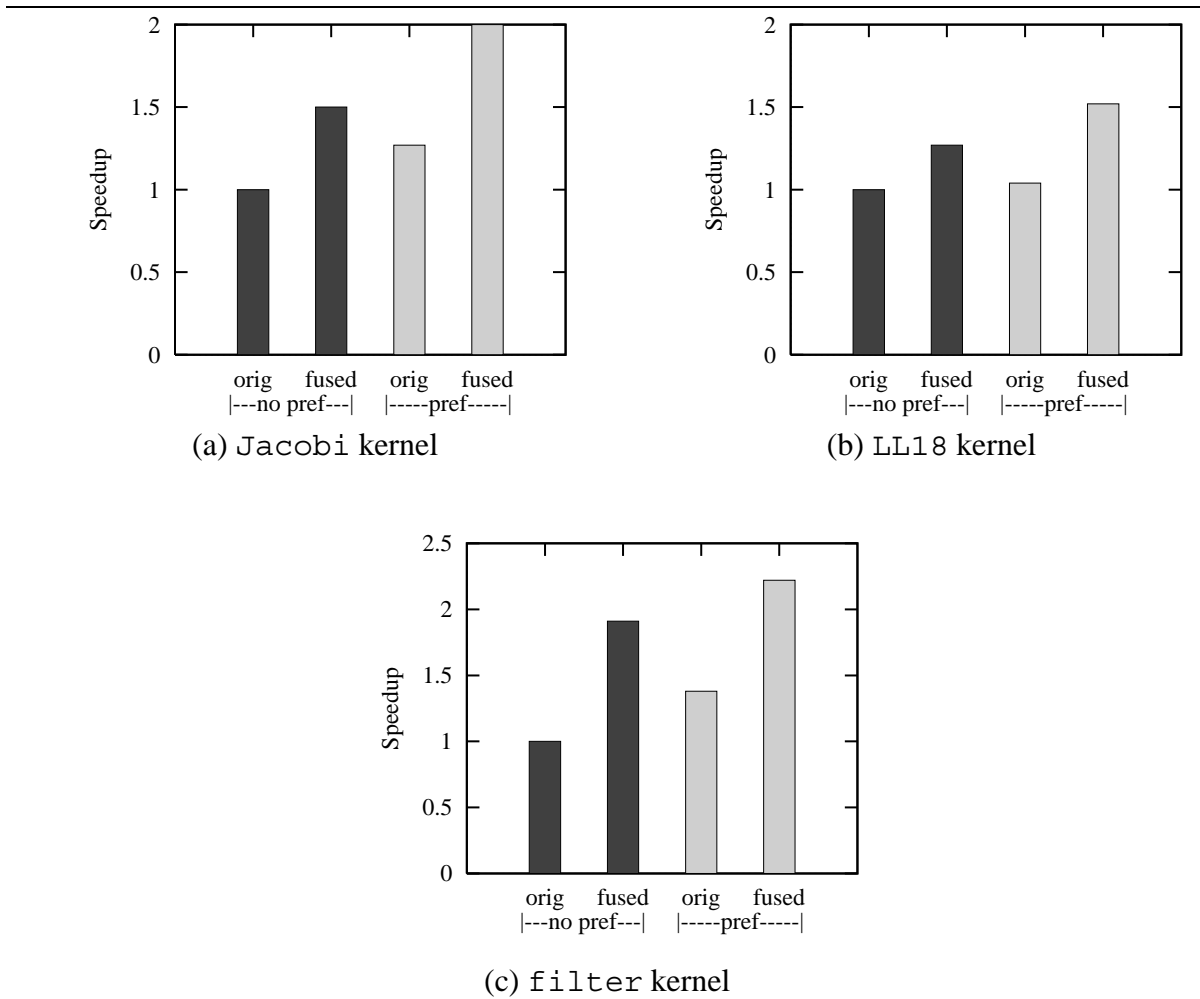 2
1.5
1
0.5
0
Speedup
orig fused orig fused
|---no pref---| |-----pref-----|
(a) Jacobi kernel
2
1.5
1
0.5
0
Speedup
orig fused orig fused
|---no pref---| |-----pref-----|
(b) LL18 kernel
2.5
2
1.5
1
0.5
0
Speedup
orig fused orig fused
|---no pref---| |-----pref-----|
(c) filter kernel